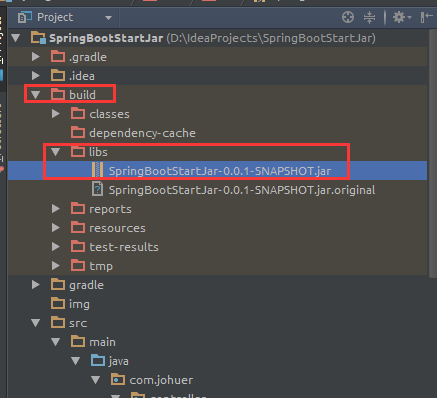 Project
SpringBootStartJar (D:\IdeaProjects\SpringBootStartJar)
.gradle
.idea
build
classes
dependency-cache
libs
SpringBootStartJar-0.0.1-SNAPSHOT.jar
SpringBootStartJar-0.0.1-SNAPSHOT.jar.original
reports
resources
test-results
tmp
gradle
img
src
main
java
com.johuer